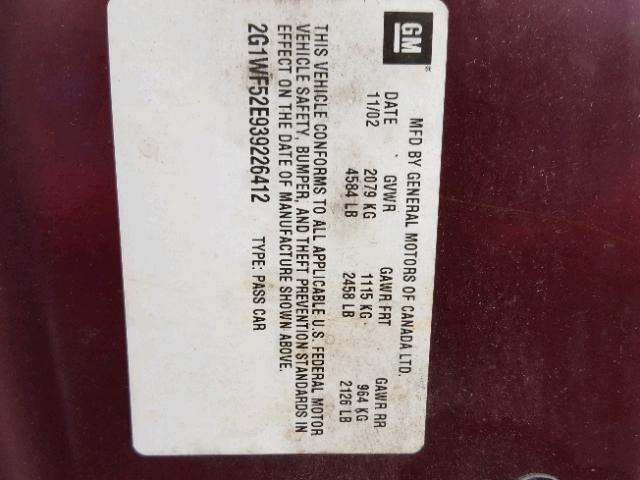 GM
MFD BY GENERAL MOTORS OF CANADA LTD.
DATE GVWR GAWR FRT GAWR RR
11/02 2079 KG 1115 KG 964 KG
4584 LB 2458 LB 2126 LB
THIS VEHICLE CONFORMS TO ALL APPLICABLE U.S. FEDERAL MOTOR
VEHICLE SAFETY, BUMPER, AND THEFT PREVENTION STANDARDS IN
EFFECT ON THE DATE OF MANUFACTURE SHOWN ABOVE.
2G1WF52E939226412 TYPE: PASS CAR